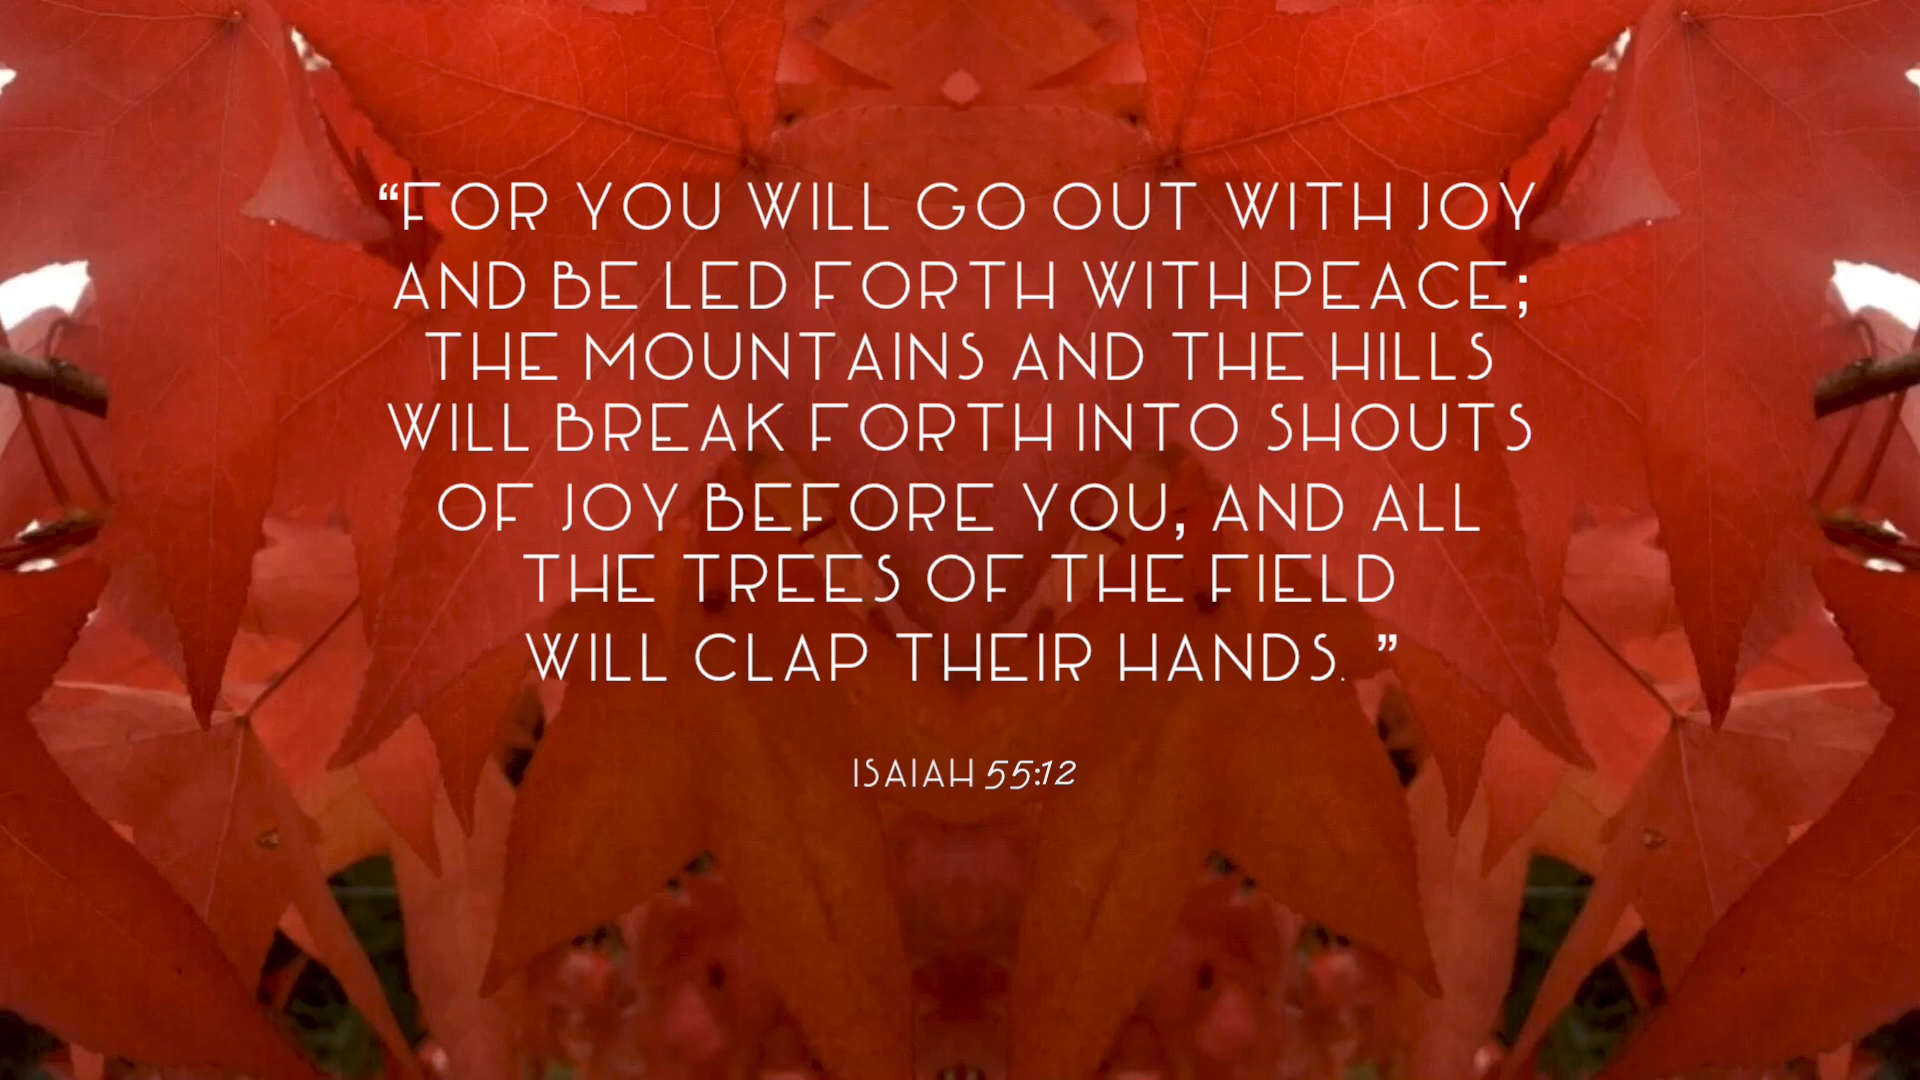 “FOR YOU WILL GO OUT WITH JOY
AND BE LED FORTH WITH PEACE;
THE MOUNTAINS AND THE HILLS
WILL BREAK FORTH INTO SHOUTS
OF JOY BEFORE YOU, AND ALL
THE TREES OF THE FIELD
WILL CLAP THEIR HANDS. ”
ISAIAH 55:12